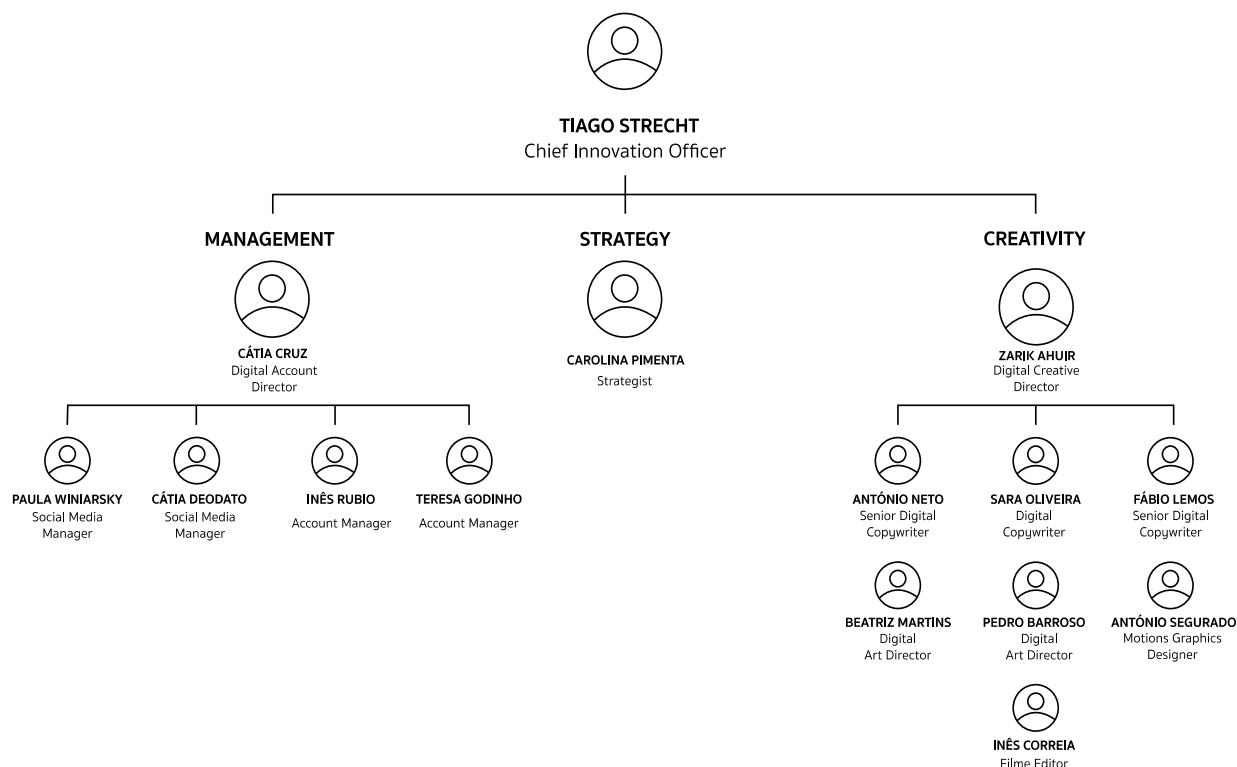 TIAGO STRECHT
Chief Innovation Officer
MANAGEMENT
CÁTIA CRUZ
Digital Account
Director
STRATEGY
CAROLINA PIMENTA
Strategist
CREATIVITY
ZARIK AHUIR
Digital Creative
Director
PAULA WINIARSKY
Social Media
Manager
CÁTIA DEODATO
Social Media
Manager
INÊS RUBIO
Account Manager
TERESA GODINHO
Account Manager
ANTÓNIO NETO
Senior Digital
Copywriter
SARA OLIVEIRA
Digital
Copywriter
FÁBIO LEMOS
Senior Digital
Copywriter
BEATRIZ MARTINS
Digital
Art Director
PEDRO BARROSO
Digital
Art Director
ANTÓNIO SEGURADO
Motions Graphics
Designer
INÊS CORREIA
Filme Editor